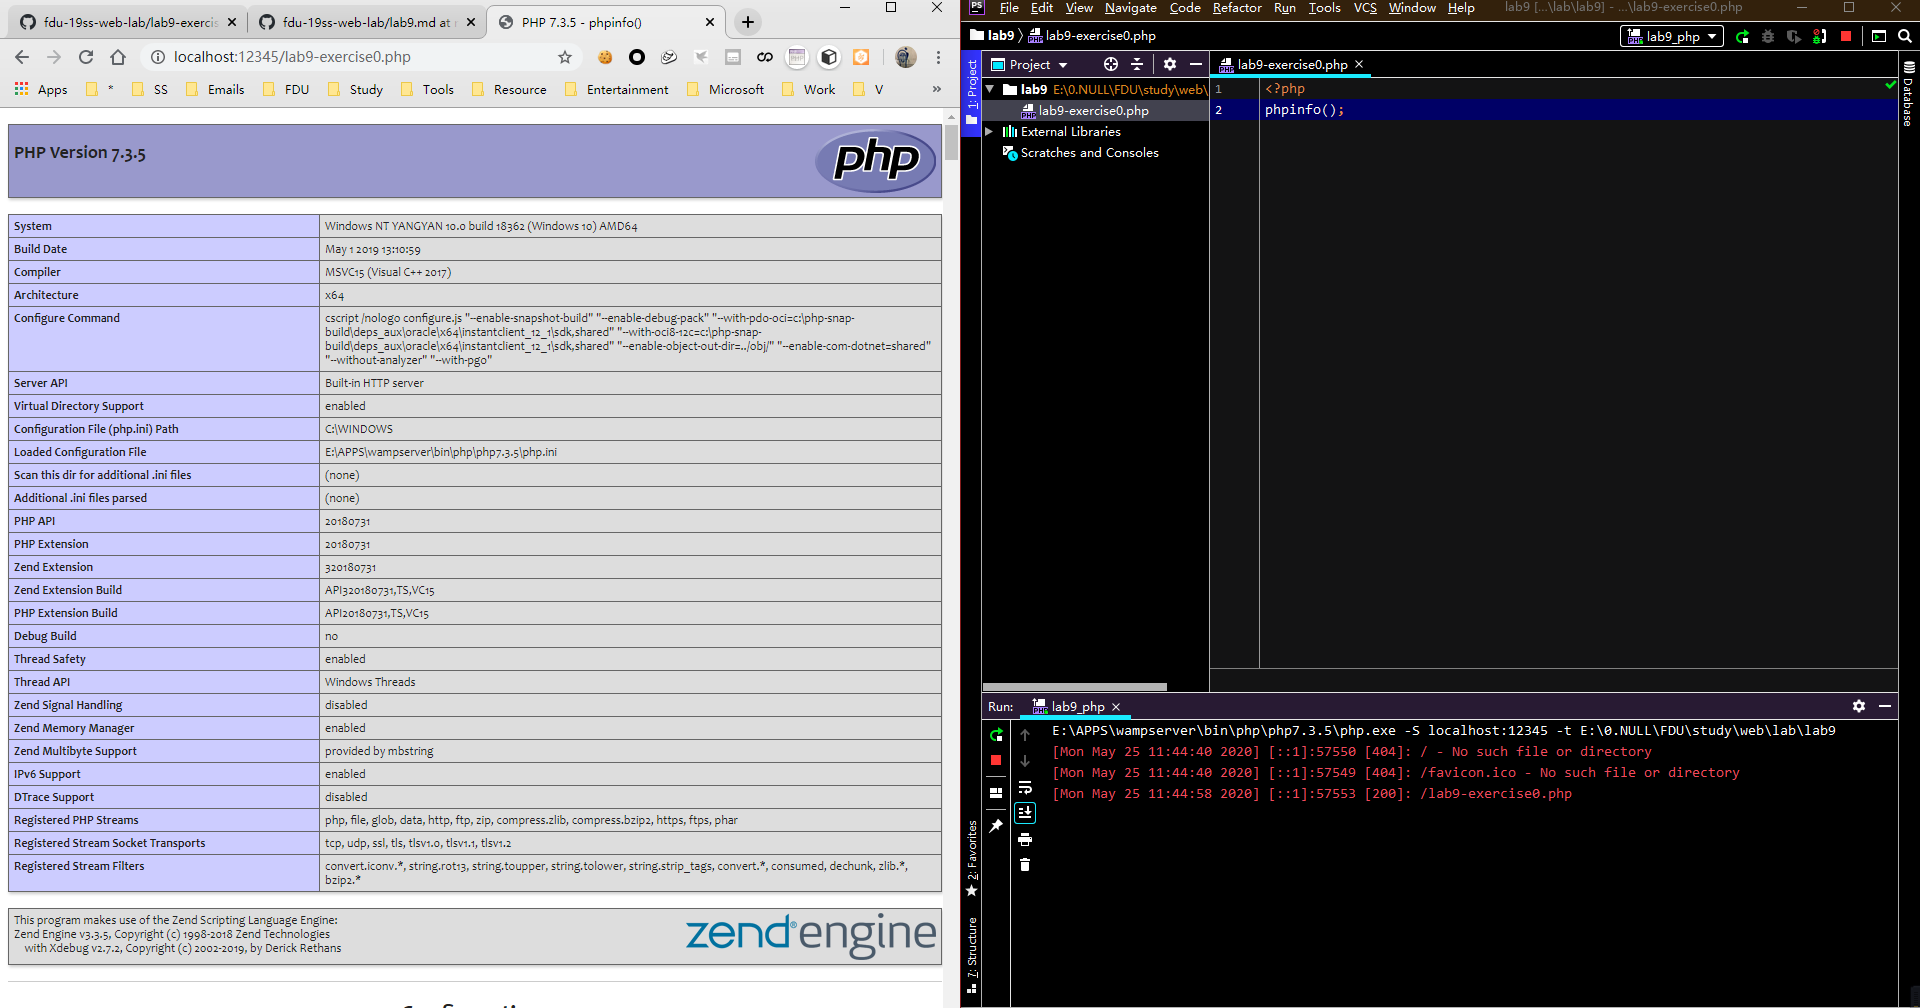 fdu-19ss-web-lab/lab9-exercis
fdu-19ss-web-lab/lab9.md at m
PHP 7.3.5 - phpinfo()
localhost:12345/lab9-exercise0.php
Apps * SS Emails FDU Study Tools Resource Entertainment Microsoft Work V »
PHP Version 7.3.5
php
System Windows NT YANGYAN 10.0 build 18362 (Windows 10) AMD64
Build Date May 1 2019 13:10:59
Compiler MSVC15 (Visual C++ 2017)
Architecture x64
Configure Command cscript /nologo configure.js "--enable-snapshot-build" "--enable-debug-pack" "--with-pdo-oci=c:\php-snap-
build\deps_aux\oracle\x64\instantclient_12_1\sdk,shared" "--with-oci8-12c=c:\php-snap-
build\deps_aux\oracle\x64\instantclient_12_1\sdk,shared" "--enable-object-out-dir=../obj/" "--enable-com-dotnet=shared"
"--without-analyzer" "--with-pgo"
Server API Built-in HTTP server
Virtual Directory Support enabled
Configuration File (php.ini) Path C:\WINDOWS
Loaded Configuration File E:\APPS\wampserver\bin\php\php7.3.5\php.ini
Scan this dir for additional .ini files (none)
Additional .ini files parsed (none)
PHP API 20180731
PHP Extension 20180731
Zend Extension 320180731
Zend Extension Build API320180731,TS,VC15
PHP Extension Build API20180731,TS,VC15
Debug Build no
Thread Safety enabled
Thread API Windows Threads
Zend Signal Handling disabled
Zend Memory Manager enabled
Zend Multibyte Support provided by mbstring
IPv6 Support enabled
DTrace Support disabled
Registered PHP Streams php, file, glob, data, http, ftp, zip, compress.zlib, compress.bzip2, https, ftps, phar
Registered Stream Socket Transports tcp, udp, ssl, tls, tlsv1.0, tlsv1.1, tlsv1.2
Registered Stream Filters convert.iconv.*, string.rot13, string.toupper, string.tolower, string.strip_tags, convert.*, consumed, dechunk, zlib.*,
bzip2.*
This program makes use of the Zend Scripting Language Engine:
Zend Engine v3.3.5, Copyright (c) 1998-2018 Zend Technologies
with Xdebug v2.7.2, Copyright (c) 2002-2019, by Derick Rethans
zend®engine
PS File Edit View Navigate Code Refactor Run Tools VCS Window Help lab9 [...\lab\lab9] - ...\lab9-exercise0.php
lab9 lab9-exercise0.php
lab9_php
1: Project
Project
lab9-exercise0.php
lab9 E:\0.NULL\FDU\study\web\
lab9-exercise0.php
External Libraries
Scratches and Consoles
1 <?php
2 phpinfo();
Database
Run: lab9_php
E:\APPS\wampserver\bin\php\php7.3.5\php.exe -S localhost:12345 -t E:\0.NULL\FDU\study\web\lab\lab9
[Mon May 25 11:44:40 2020] [::1]:57550 [404]: / - No such file or directory
[Mon May 25 11:44:40 2020] [::1]:57549 [404]: /favicon.ico - No such file or directory
[Mon May 25 11:44:58 2020] [::1]:57553 [200]: /lab9-exercise0.php
2: Favorites
7: Structure